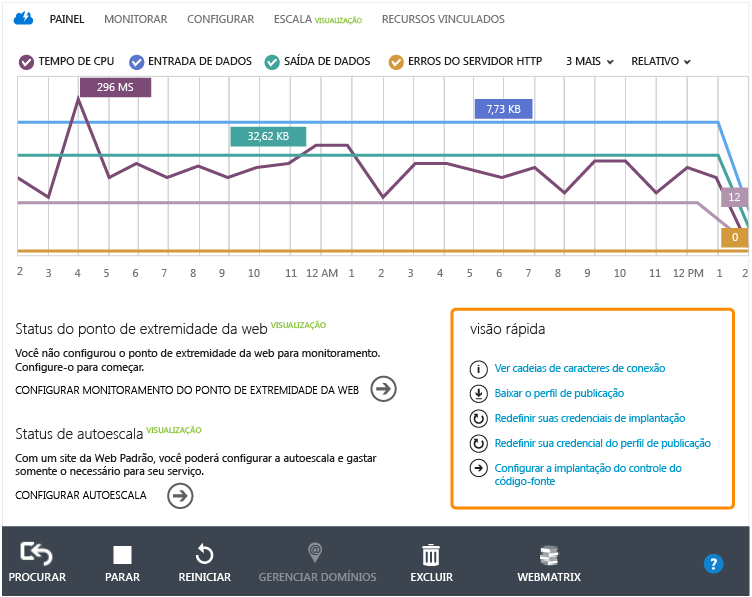 PAINEL MONITORAR CONFIGURAR ESCALA VISUALIZAÇÃO RECURSOS VINCULADOS
TEMPO DE CPU ENTRADA DE DADOS SAÍDA DE DADOS ERROS DO SERVIDOR HTTP 3 MAIS RELATIVO
296 MS
7,73 KB
32,62 KB
12
0
2 3 4 5 6 7 8 9 10 11 12 AM 1 2 3 4 5 6 7 8 9 10 11 12 PM 1 2
Status do ponto de extremidade da web VISUALIZAÇÃO
Você não configurou o ponto de extremidade da web para monitoramento.
Configure-o para começar.
CONFIGURAR MONITORAMENTO DO PONTO DE EXTREMIDADE DA WEB
Status de autoescala VISUALIZAÇÃO
Com um site da Web Padrão, você poderá configurar a autoescala e gastar
somente o necessário para seu serviço.
CONFIGURAR AUTOESCALA
visão rápida
Ver cadeias de caracteres de conexão
Baixar o perfil de publicação
Redefinir suas credenciais de implantação
Redefinir sua credencial do perfil de publicação
Configurar a implantação do controle do
código-fonte
PROCURAR PARAR REINICIAR GERENCIAR DOMÍNIOS EXCLUIR WEBMATRIX ?